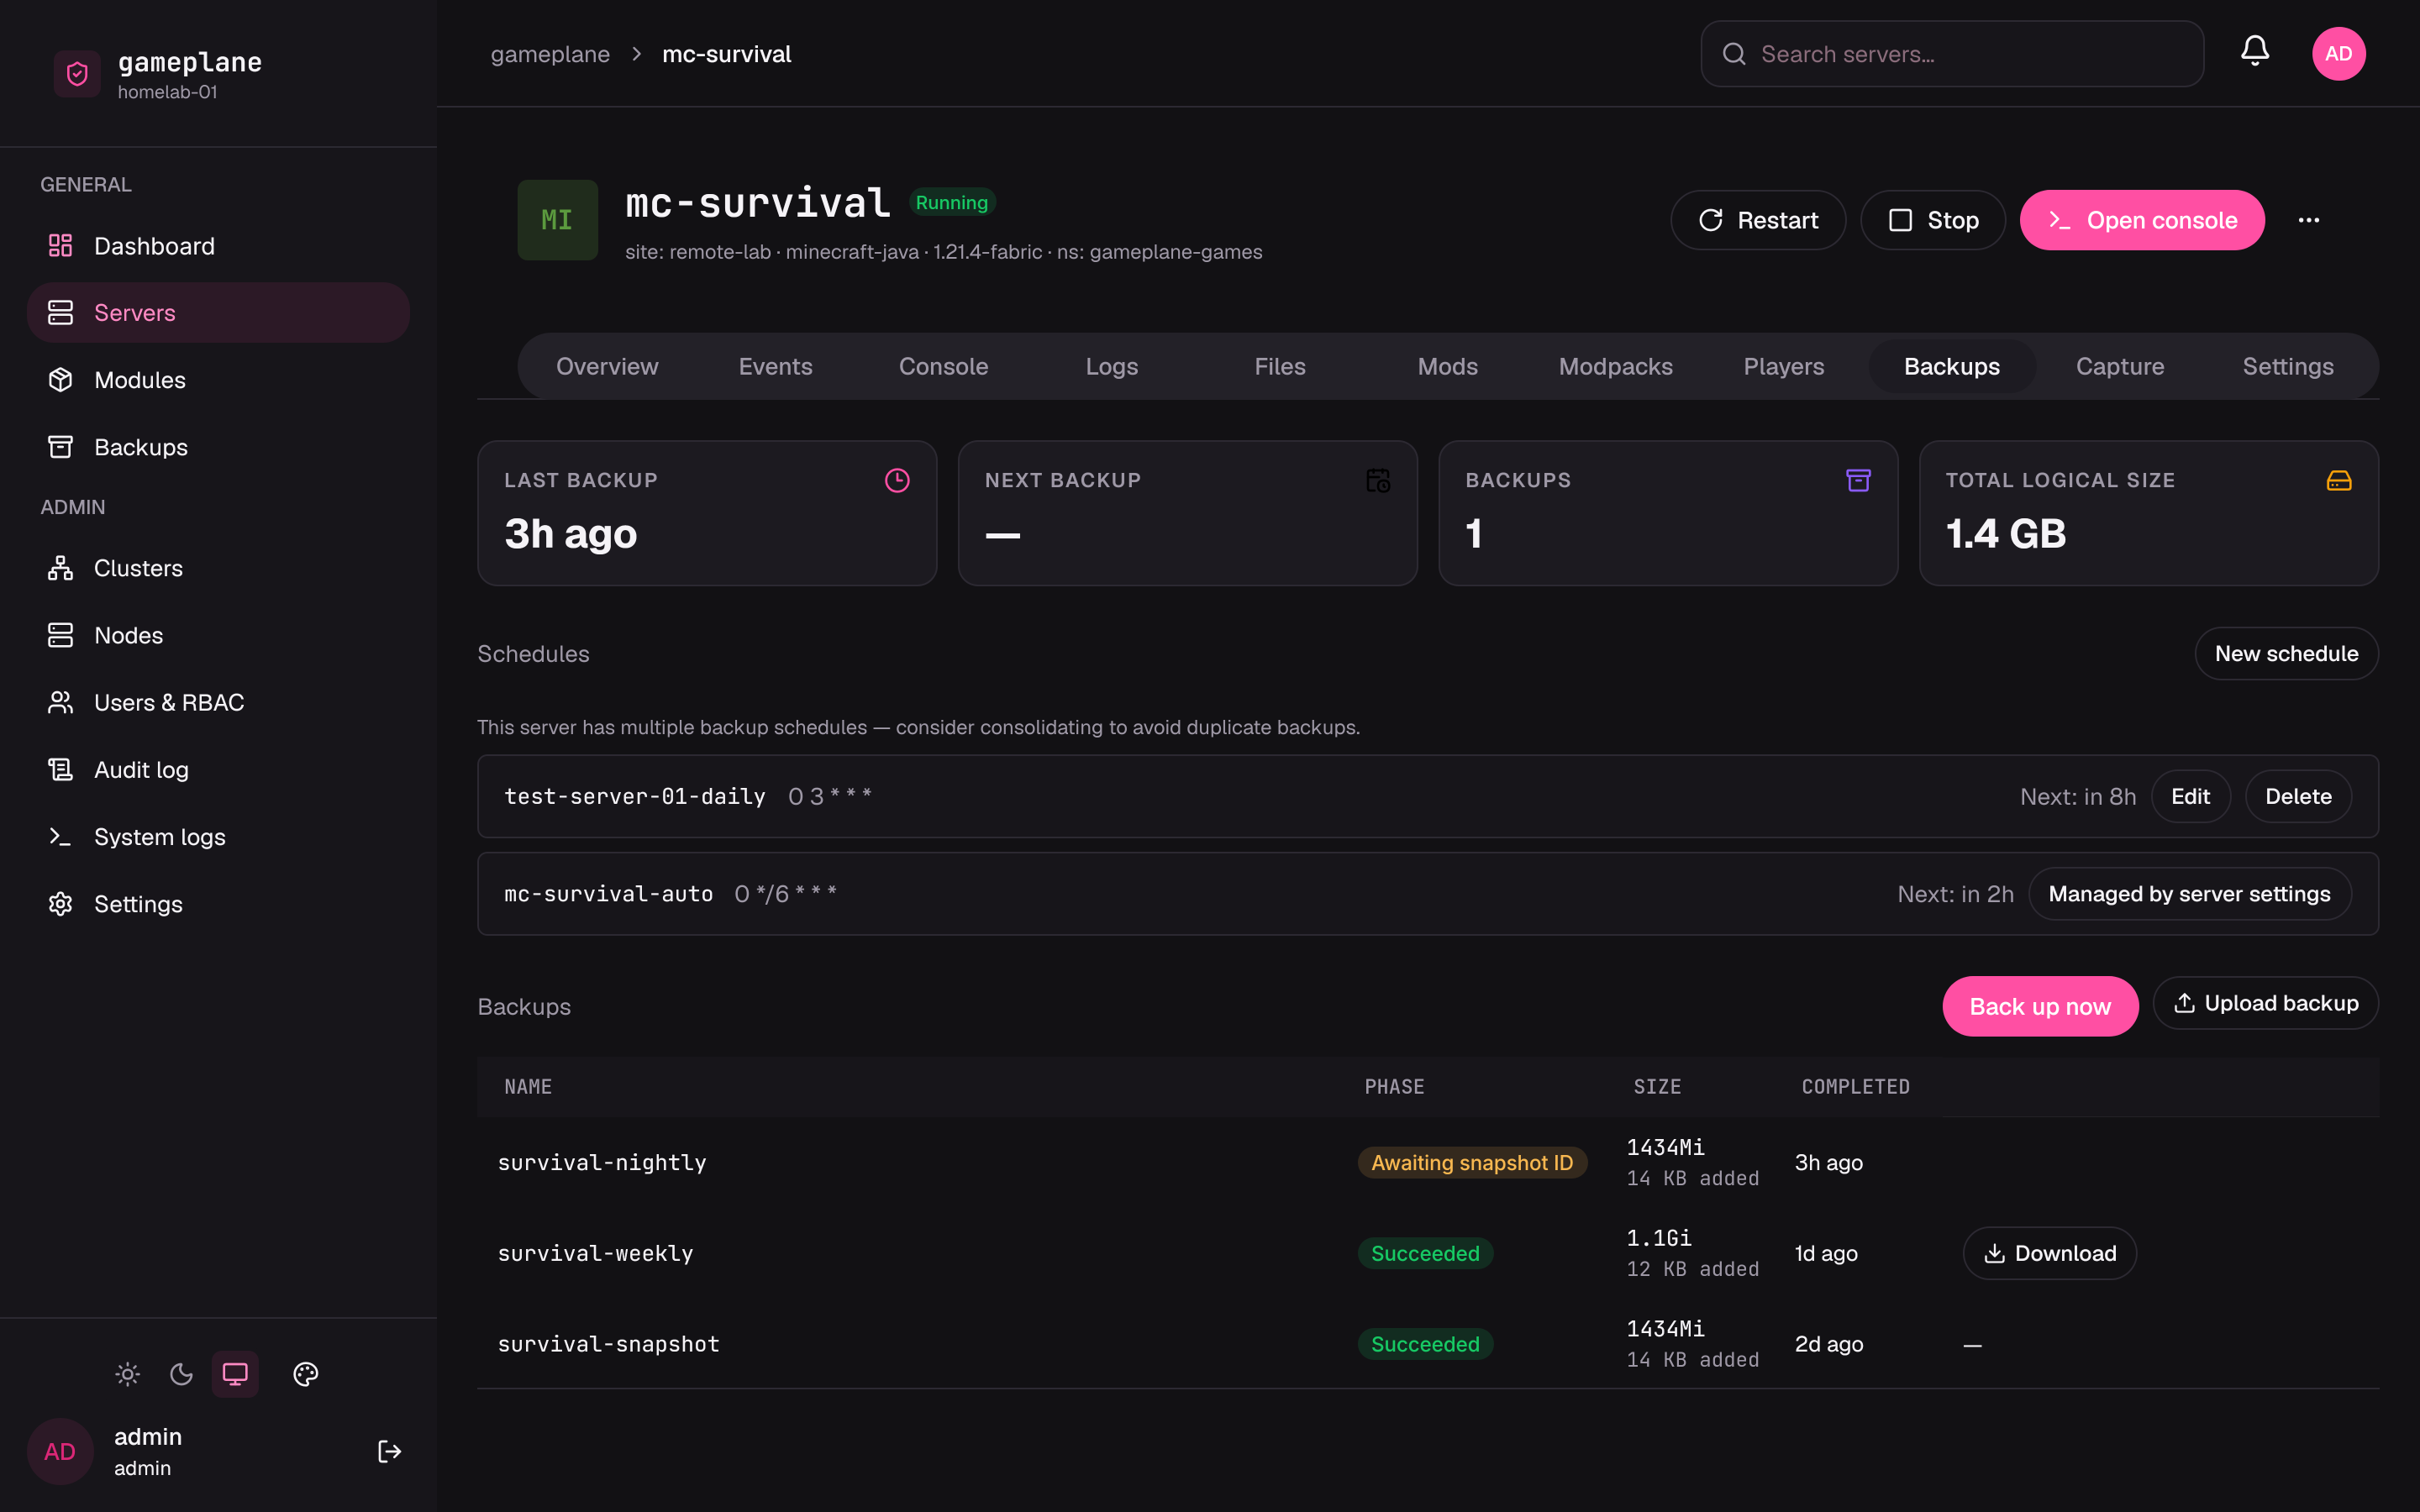 gameplane
homelab-01
GENERAL
Dashboard
Servers
Modules
Backups
ADMIN
Clusters
Nodes
Users & RBAC
Audit log
System logs
Settings
AD
admin
admin
gameplane > mc-survival
Search servers...
AD
MI
mc-survival
Running
site: remote-lab · minecraft-java · 1.21.4-fabric · ns: gameplane-games
Restart
Stop
Open console
Overview
Events
Console
Logs
Files
Mods
Modpacks
Players
Backups
Capture
Settings
LAST BACKUP
3h ago
NEXT BACKUP
—
BACKUPS
1
TOTAL LOGICAL SIZE
1.4 GB
Schedules
New schedule
This server has multiple backup schedules — consider consolidating to avoid duplicate backups.
test-server-01-daily 0 3 * * * Next: in 8h Edit Delete
mc-survival-auto 0 */6 * * * Next: in 2h Managed by server settings
Backups
Back up now
Upload backup
NAME PHASE SIZE COMPLETED
survival-nightly Awaiting snapshot ID 1434Mi 3h ago
14 KB added
survival-weekly Succeeded 1.1Gi 1d ago Download
12 KB added
survival-snapshot Succeeded 1434Mi 2d ago —
14 KB added